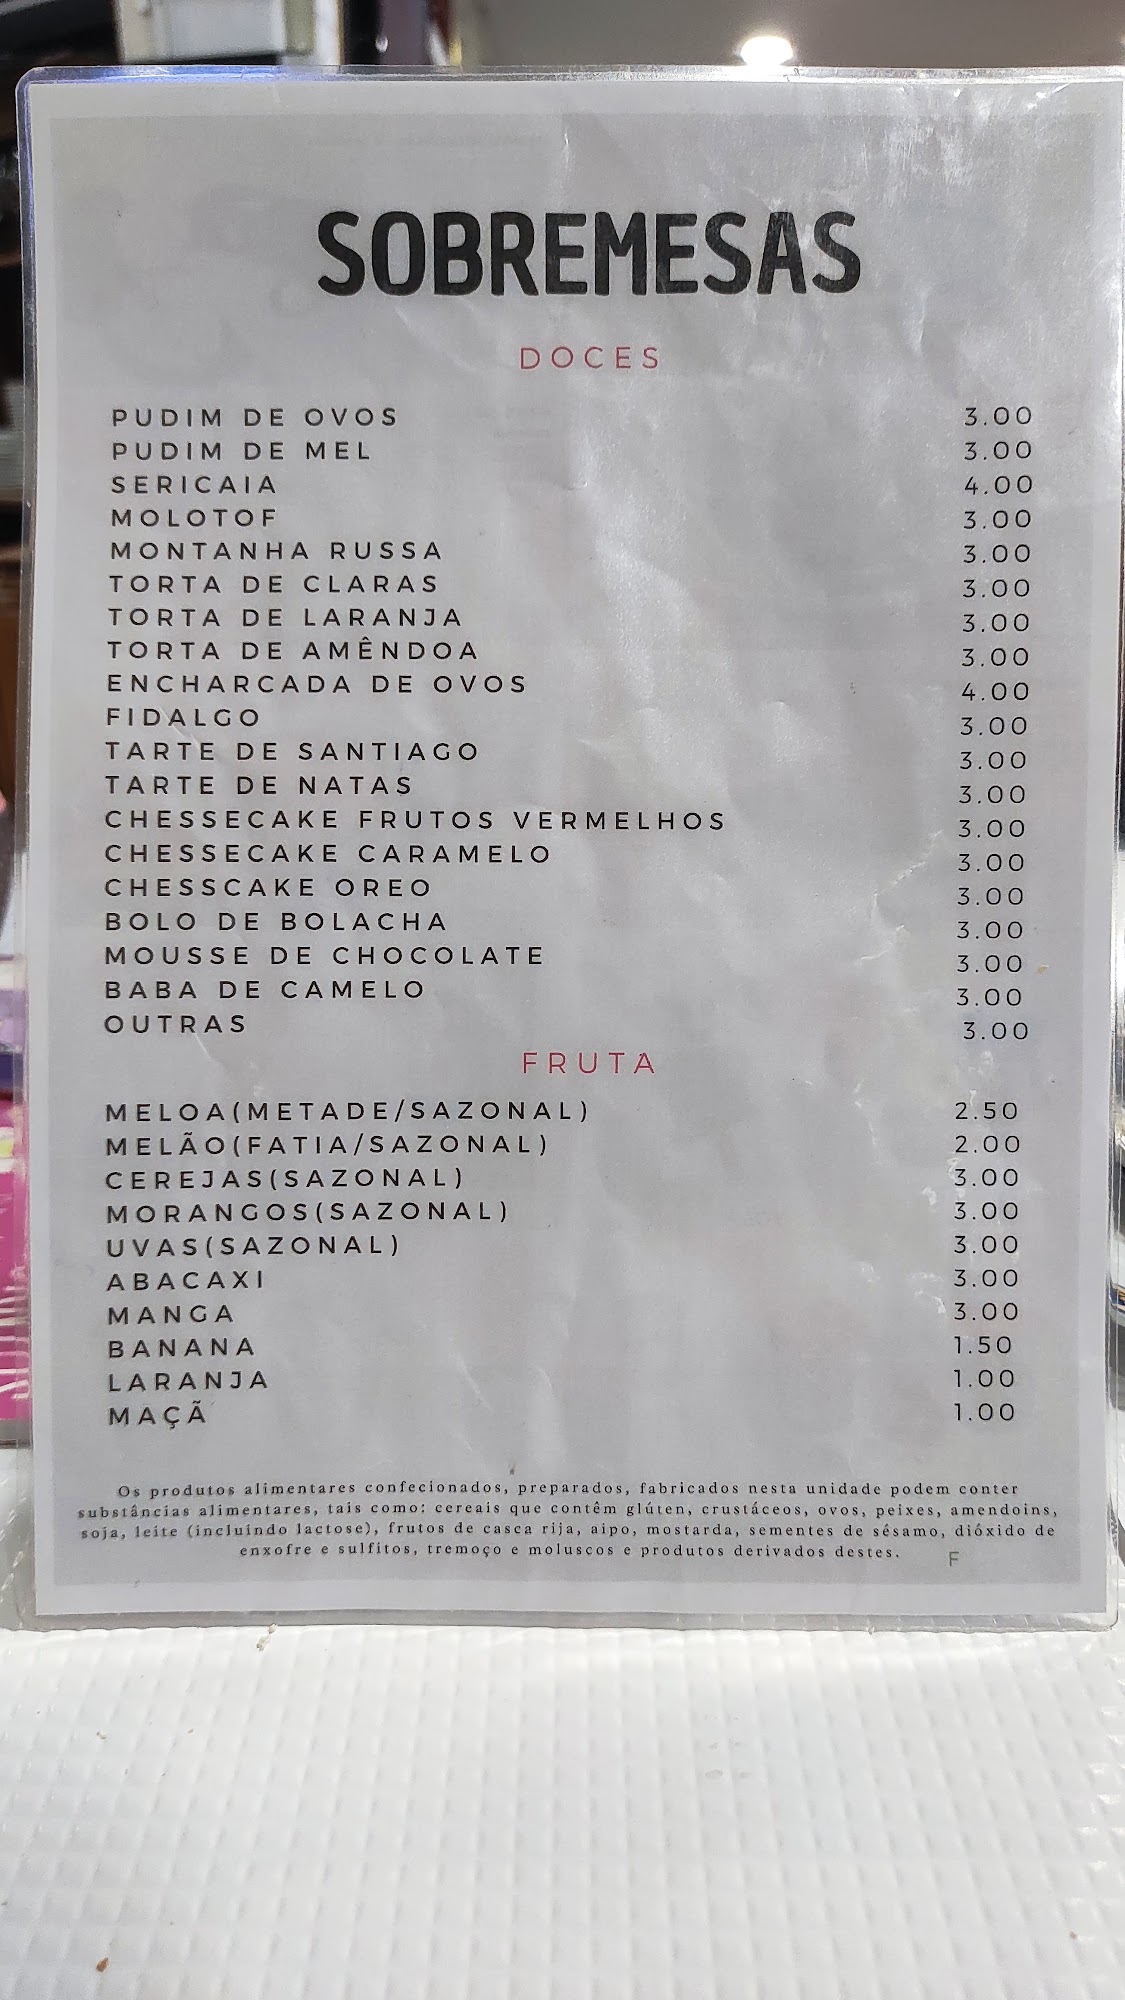 SOBREMESAS
DOCES
PUDIM DE OVOS 3.00
PUDIM DE MEL 3.00
SERICAIA 4.00
MOLOTOF 3.00
MONTANHA RUSSA 3.00
TORTA DE CLARAS 3.00
TORTA DE LARANJA 3.00
TORTA DE AMÊNDOA 3.00
ENCHARCADA DE OVOS 4.00
FIDALGO 3.00
TARTE DE SANTIAGO 3.00
TARTE DE NATAS 3.00
CHESSECAKE FRUTOS VERMELHOS 3.00
CHESSECAKE CARAMELO 3.00
CHESSCAKE OREO 3.00
BOLO DE BOLACHA 3.00
MOUSSE DE CHOCOLATE 3.00
BABA DE CAMELO 3.00
OUTRAS 3.00
FRUTA
MELOA(METADE/SAZONAL) 2.50
MELÃO(FATIA/SAZONAL) 2.00
CEREJAS(SAZONAL) 3.00
MORANGOS(SAZONAL) 3.00
UVAS(SAZONAL) 3.00
ABACAXI 3.00
MANGA 3.00
BANANA 1.50
LARANJA 1.00
MAÇÃ 1.00
Os produtos alimentares confecionados, preparados, fabricados nesta unidade podem conter
substâncias alimentares, tais como: cereais que contêm glúten, crustáceos, ovos, peixes, amendoins,
soja, leite (incluindo lactose), frutos de casca rija, aipo, mostarda, sementes de sésamo, dióxido de
enxofre e sulfitos, tremoço e moluscos e produtos derivados destes.
F